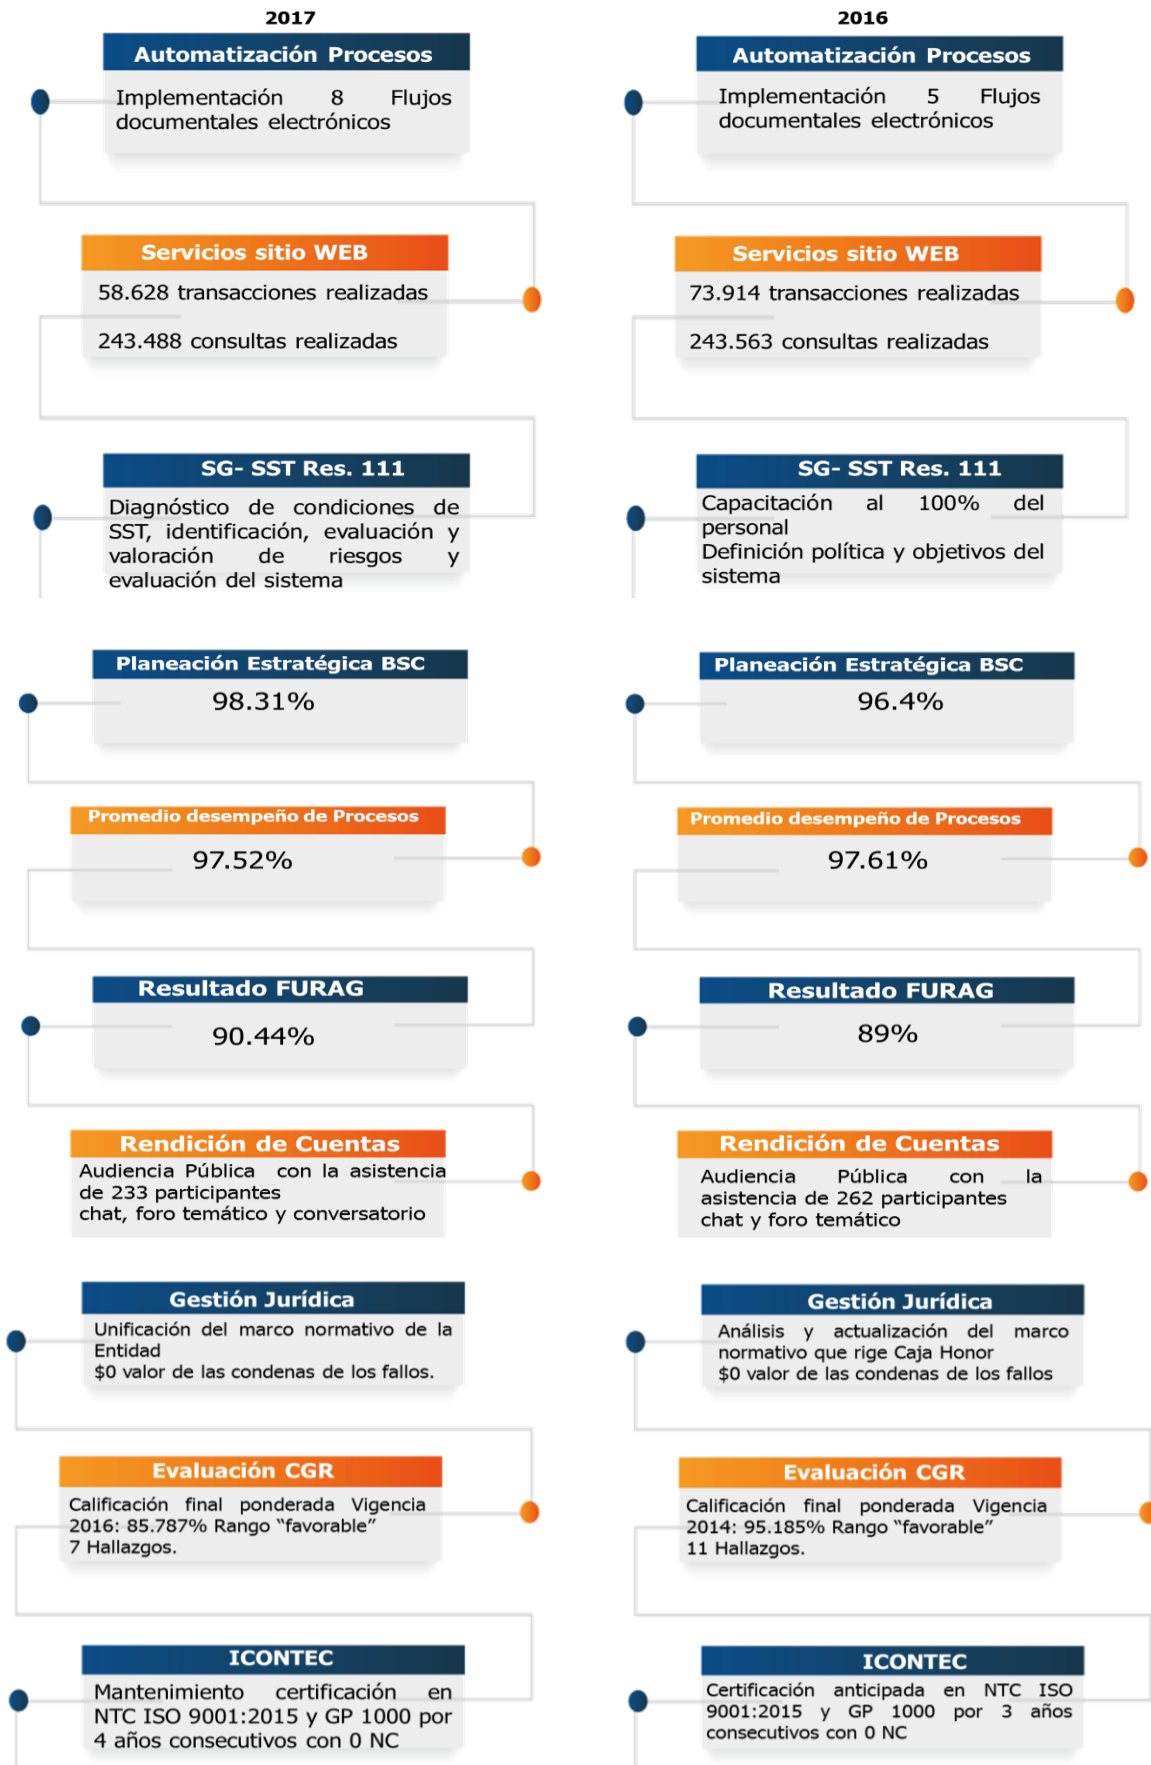 2017
Automatización Procesos
Implementación 8 Flujos
documentales electrónicos
Servicios sitio WEB
58.628 transacciones realizadas
243.488 consultas realizadas
SG- SST Res. 111
Diagnóstico de condiciones de
SST, identificación, evaluación y
valoración de riesgos y
evaluación del sistema
Planeación Estratégica BSC
98.31%
Promedio desempeño de Procesos
97.52%
Resultado FURAG
90.44%
Rendición de Cuentas
Audiencia Pública con la asistencia
de 233 participantes
chat, foro temático y conversatorio
Gestión Jurídica
Unificación del marco normativo de la
Entidad
$0 valor de las condenas de los fallos.
Evaluación CGR
Calificación final ponderada Vigencia
2016: 85.787% Rango “favorable”
7 Hallazgos.
ICONTEC
Mantenimiento certificación en
NTC ISO 9001:2015 y GP 1000 por
4 años consecutivos con 0 NC
2016
Automatización Procesos
Implementación 5 Flujos
documentales electrónicos
Servicios sitio WEB
73.914 transacciones realizadas
243.563 consultas realizadas
SG- SST Res. 111
Capacitación al 100% del
personal
Definición política y objetivos del
sistema
Planeación Estratégica BSC
96.4%
Promedio desempeño de Procesos
97.61%
Resultado FURAG
89%
Rendición de Cuentas
Audiencia Pública con la
asistencia de 262 participantes
chat y foro temático
Gestión Jurídica
Análisis y actualización del marco
normativo que rige Caja Honor
$0 valor de las condenas de los fallos
Evaluación CGR
Calificación final ponderada Vigencia
2014: 95.185% Rango “favorable”
11 Hallazgos.
ICONTEC
Certificación anticipada en NTC ISO
9001:2015 y GP 1000 por 3 años
consecutivos con 0 NC